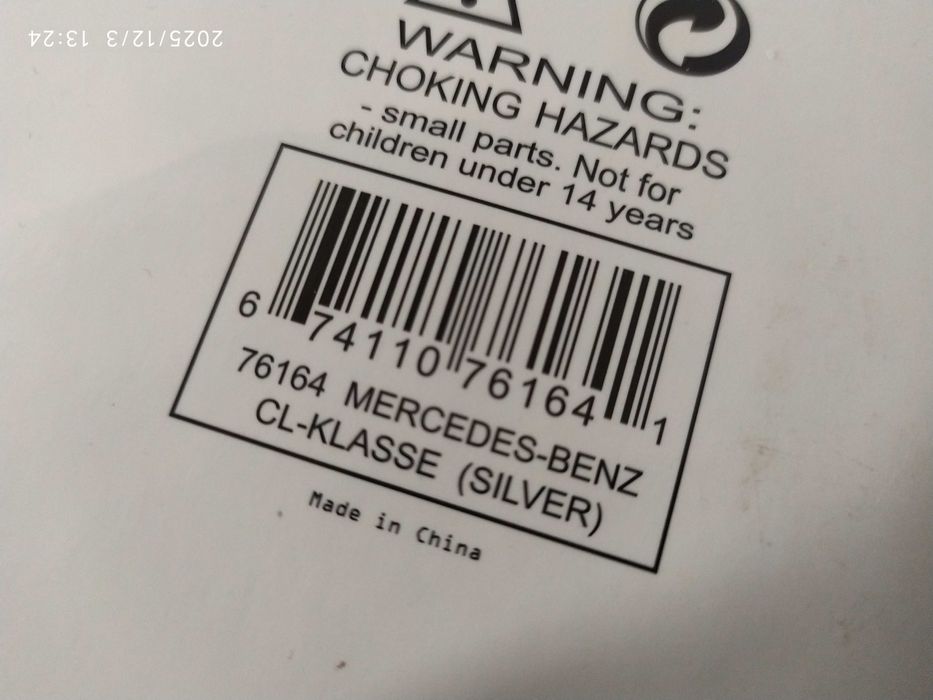 2025/12/3 13:24
WARNING:
CHOKING HAZARDS
- small parts. Not for
children under 14 years
6 74110 76164 1
76164 MERCEDES-BENZ
CL-KLASSE (SILVER)
Made in China